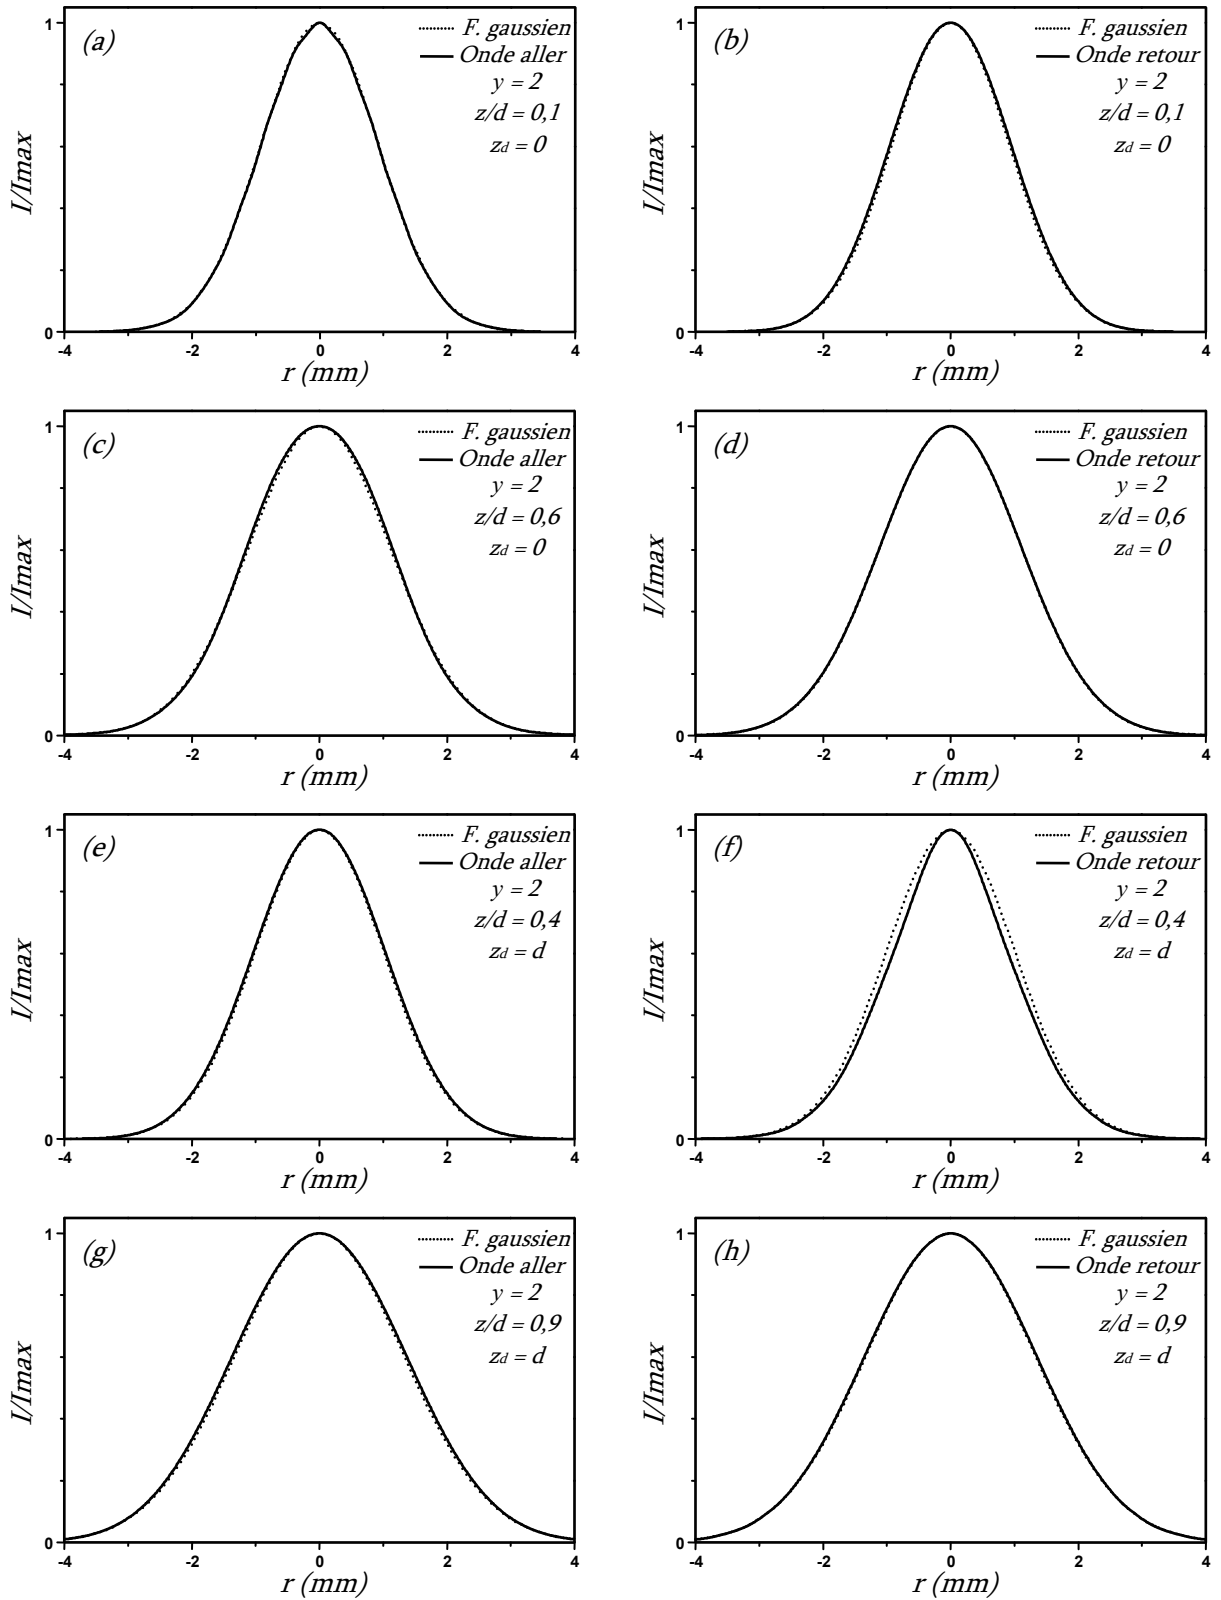 (a)
F. gaussien
Onde aller
y = 2
z/d = 0,1
zd = 0
I/Imax
1
0
-4 -2 0 2 4
r (mm)
(b)
F. gaussien
Onde retour
y = 2
z/d = 0,1
zd = 0
I/Imax
1
0
-4 -2 0 2 4
r (mm)
(c)
F. gaussien
Onde aller
y = 2
z/d = 0,6
zd = 0
I/Imax
1
0
-4 -2 0 2 4
r (mm)
(d)
F. gaussien
Onde retour
y = 2
z/d = 0,6
zd = 0
I/Imax
1
0
-4 -2 0 2 4
r (mm)
(e)
F. gaussien
Onde aller
y = 2
z/d = 0,4
zd = d
I/Imax
1
0
-4 -2 0 2 4
r (mm)
(f)
F. gaussien
Onde retour
y = 2
z/d = 0,4
zd = d
I/Imax
1
0
-4 -2 0 2 4
r (mm)
(g)
F. gaussien
Onde aller
y = 2
z/d = 0,9
zd = d
I/Imax
1
0
-4 -2 0 2 4
r (mm)
(h)
F. gaussien
Onde retour
y = 2
z/d = 0,9
zd = d
I/Imax
1
0
-4 -2 0 2 4
r (mm)